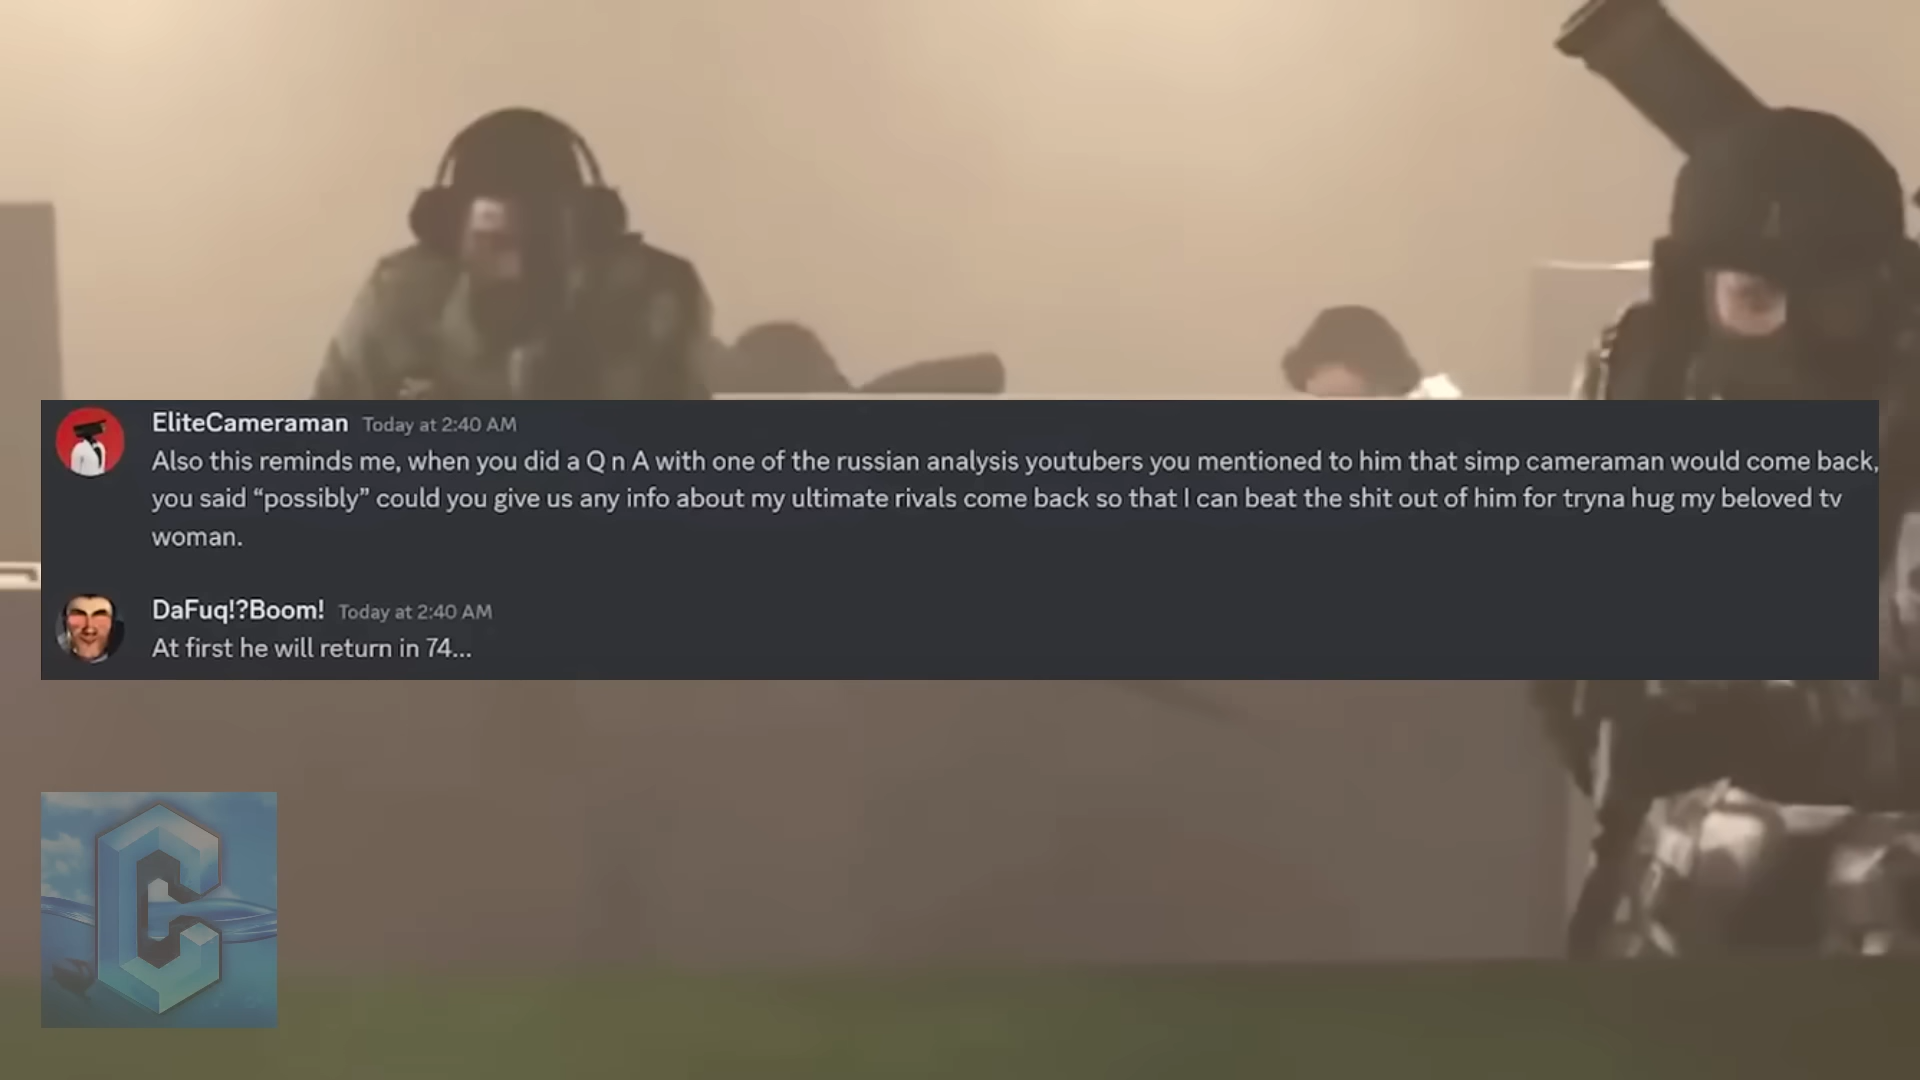 EliteCameraman Today at 2:40 AM
Also this reminds me, when you did a Q n A with one of the russian analysis youtubers you mentioned to him that simp cameraman would come back,
you said “possibly” could you give us any info about my ultimate rivals come back so that I can beat the shit out of him for tryna hug my beloved tv
woman.
DaFuq!?Boom! Today at 2:40 AM
At first he will return in 74...
C